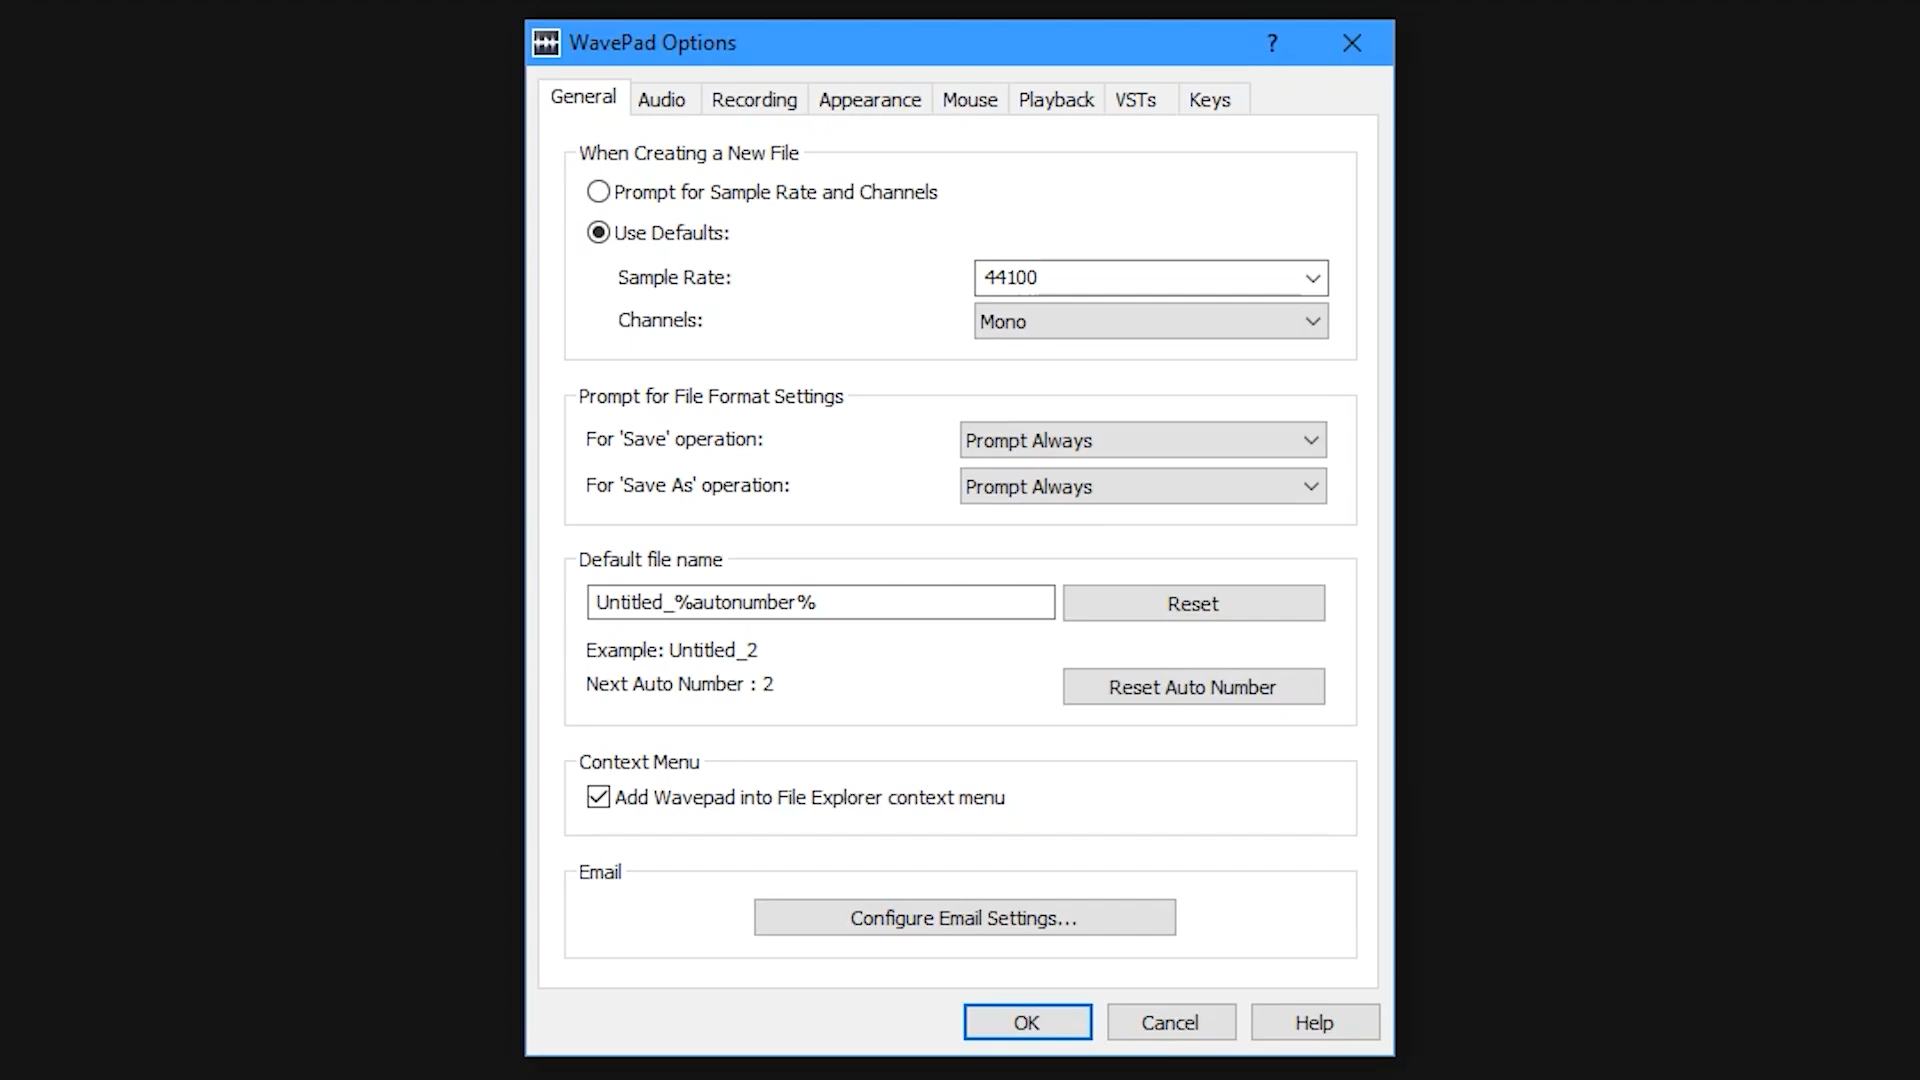 WavePad Options ?
General Audio Recording Appearance Mouse Playback VSTs Keys
When Creating a New File
Prompt for Sample Rate and Channels
Use Defaults:
Sample Rate: 44100
Channels: Mono
Prompt for File Format Settings
For 'Save' operation: Prompt Always
For 'Save As' operation: Prompt Always
Default file name
Untitled_%autonumber% Reset
Example: Untitled_2
Next Auto Number : 2 Reset Auto Number
Context Menu
Add Wavepad into File Explorer context menu
Email
Configure Email Settings...
OK Cancel Help